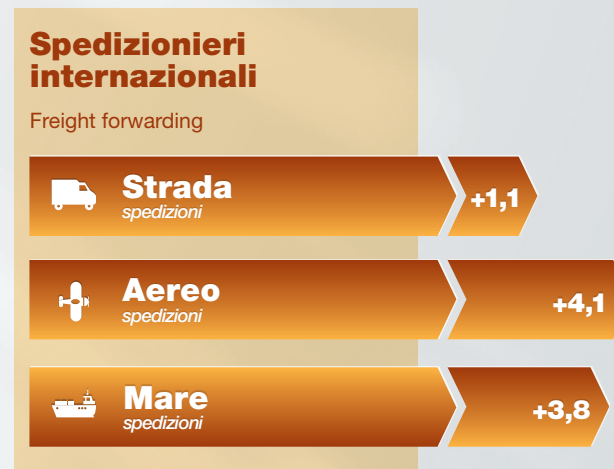 Spedizionieri
internazionali
Freight forwarding
Strada
spedizioni
+1,1
Aereo
spedizioni
+4,1
Mare
spedizioni
+3,8